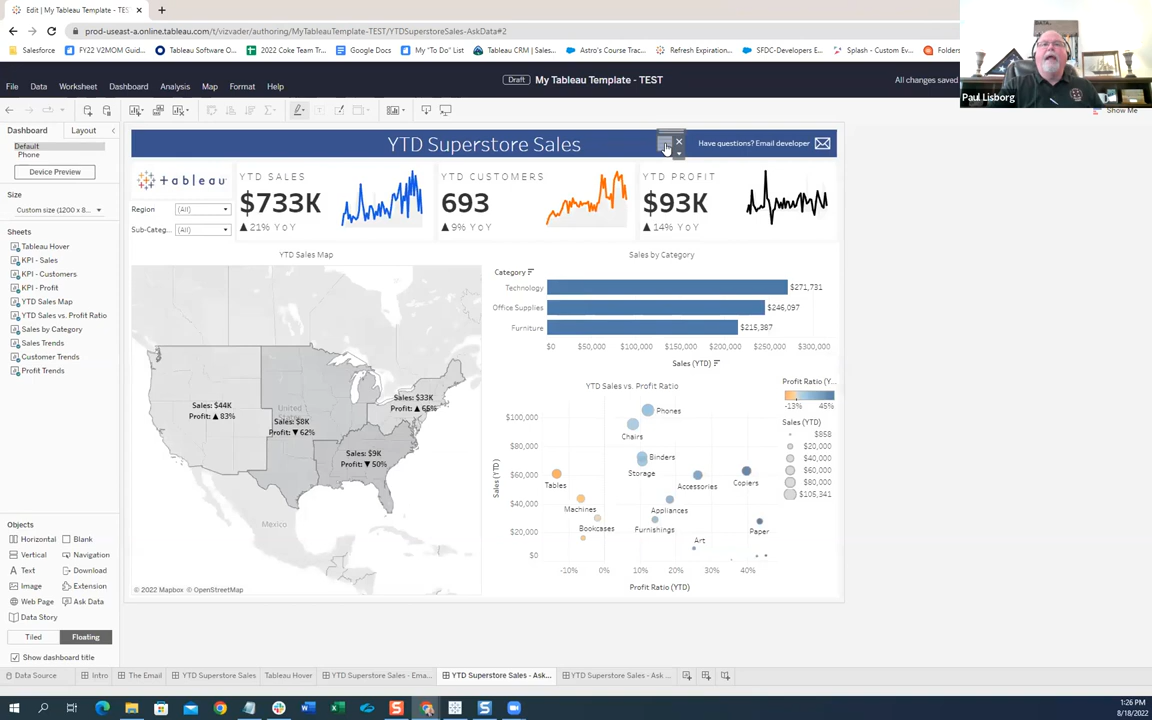 Edit | My Tableau Template - TES
prod-useast-a.online.tableau.com/t/vizvader/authoring/MyTableauTemplate-TEST/YTDSuperstoreSales-AskData#2
Salesforce
FY22 V2MOM Guid...
Tableau Software O...
2022 Coke Team Tr...
Google Docs
My "To Do" List
Tableau CRM | Sales...
Astro's Course Trac...
Refresh Expiration...
SFDC-Developers E...
Splash - Custom Ev...
Folders
Paul Lisborg
Draft
My Tableau Template - TEST
All changes saved
File
Data
Worksheet
Dashboard
Analysis
Map
Format
Help
Show Me
Dashboard
Layout
Default
Phone
Device Preview
Size
Custom size (1200 x 8...
Sheets
Tableau Hover
KPI - Sales
KPI - Customers
KPI - Profit
YTD Sales Map
YTD Sales vs. Profit Ratio
Sales by Category
Sales Trends
Customer Trends
Profit Trends
Objects
Horizontal
Blank
Vertical
Navigation
Text
Download
Image
Extension
Web Page
Ask Data
Data Story
Tiled
Floating
Show dashboard title
YTD Superstore Sales
Have questions? Email developer
+ableau
Region
(All)
Sub-Categ...
(All)
YTD SALES
$733K
▲ 21% YoY
YTD CUSTOMERS
693
▲ 9% YoY
YTD PROFIT
$93K
▲ 14% YoY
YTD Sales Map
Sales: $44K
Profit: ▲ 83%
United
States
Sales: $8K
Profit: ▼ 62%
Sales: $33K
Profit: ▲ 65%
Sales: $9K
Profit: ▼ 50%
Mexico
© 2022 Mapbox © OpenStreetMap
Sales by Category
Category
Technology
$271,731
Office Supplies
$246,097
Furniture
$215,387
$0
$50,000
$100,000
$150,000
$200,000
$250,000
$300,000
Sales (YTD)
YTD Sales vs. Profit Ratio
Sales (YTD)
$100,000
$80,000
$60,000
$40,000
$20,000
$0
Phones
Chairs
Binders
Storage
Tables
Accessories
Copiers
Machines
Appliances
Bookcases
Furnishings
Paper
Art
-10%
0%
10%
20%
30%
40%
Profit Ratio (YTD)
Profit Ratio (Y...
-13%
45%
Sales (YTD)
$858
$20,000
$40,000
$60,000
$80,000
$105,341
Data Source
Intro
The Email
YTD Superstore Sales
Tableau Hover
YTD Superstore Sales - Ema...
YTD Superstore Sales - Ask...
YTD Superstore Sales - Ask ...
1:26 PM
8/18/2022